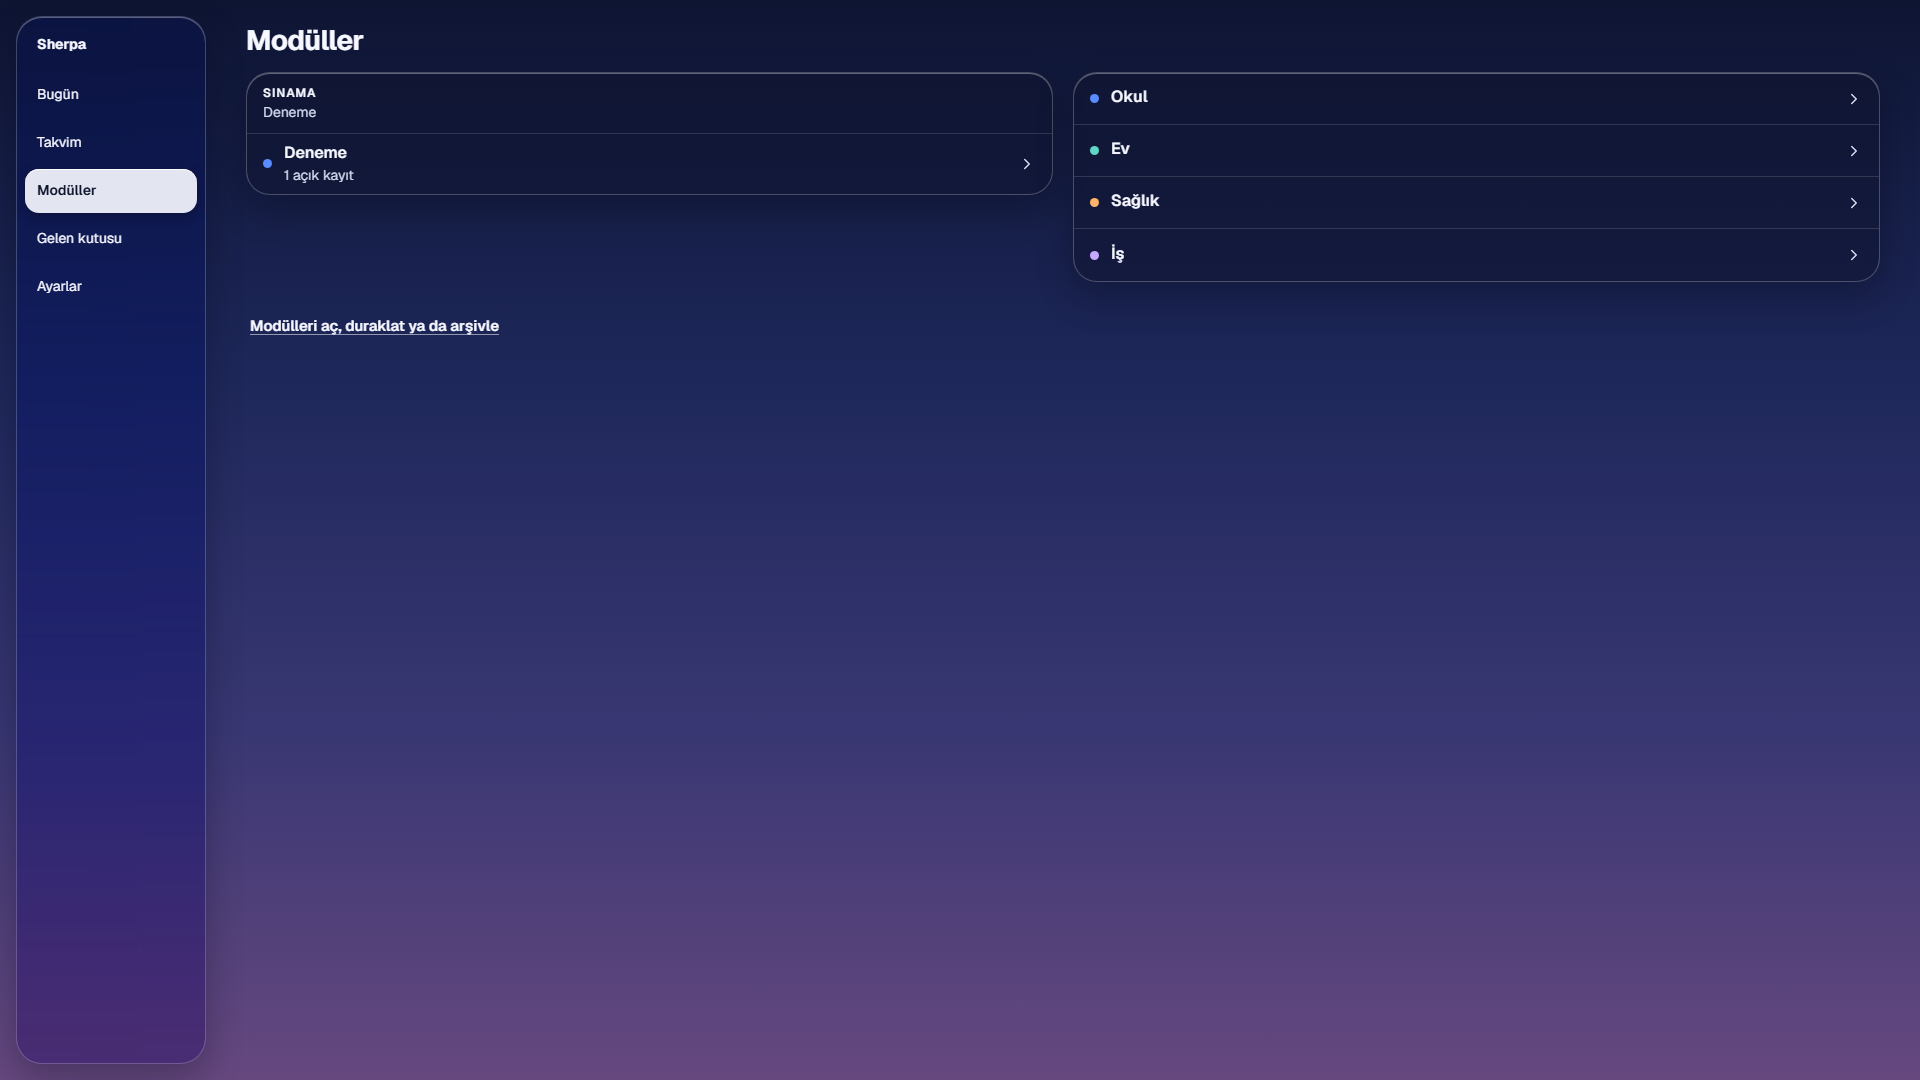 Sherpa
Bugün
Takvim
Modüller
Gelen kutusu
Ayarlar
Modüller
SINAMA
Deneme
Deneme
1 açık kayıt
Okul
Ev
Sağlık
İş
Modülleri aç, duraklat ya da arşivle